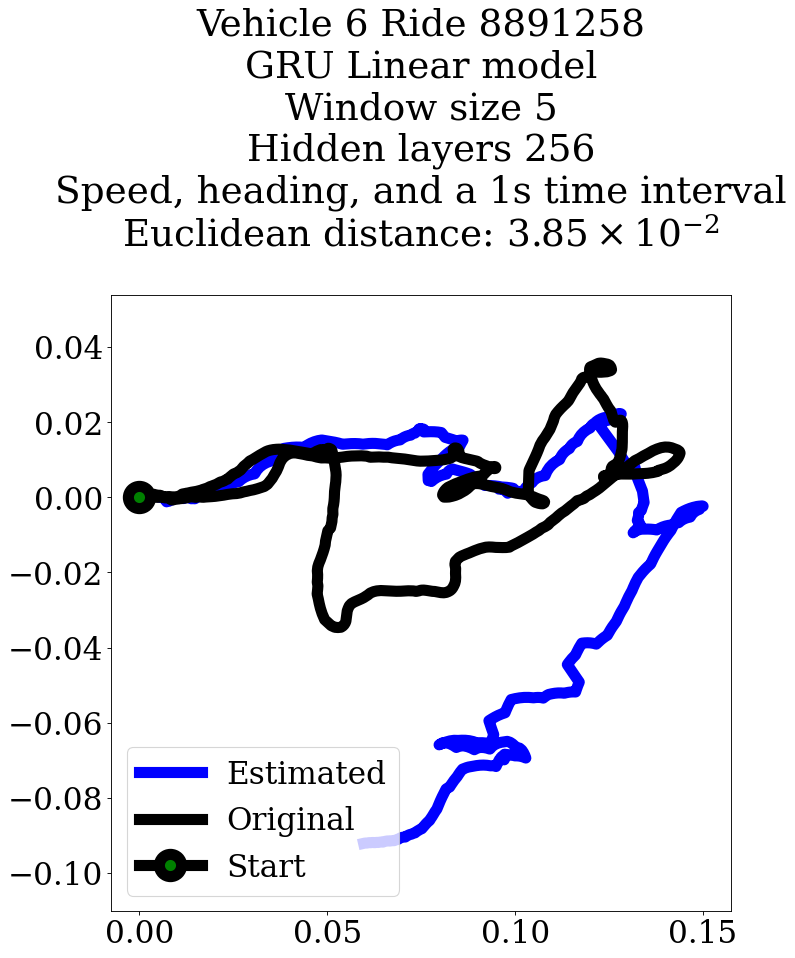 Vehicle 6 Ride 8891258
GRU Linear model
Window size 5
Hidden layers 256
Speed, heading, and a 1s time interval
Euclidean distance: 3.85 × 10⁻²
0.04
0.02
0.00
−0.02
−0.04
−0.06
−0.08
−0.10
Estimated
Original
Start
0.00 0.05 0.10 0.15